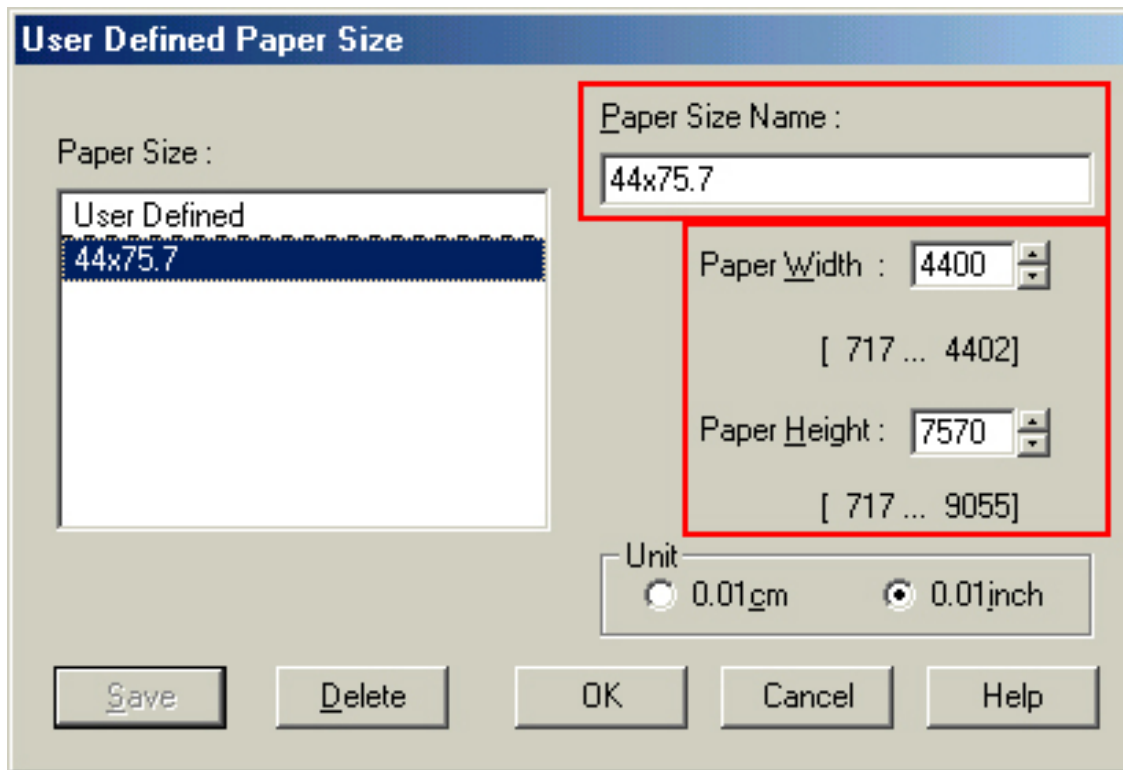 User Defined Paper Size
Paper Size :
User Defined
44x75.7
Paper Size Name :
44x75.7
Paper Width : 4400
[ 717 ... 4402]
Paper Height : 7570
[ 717 ... 9055]
Unit
0.01cm 0.01inch
Save Delete OK Cancel Help